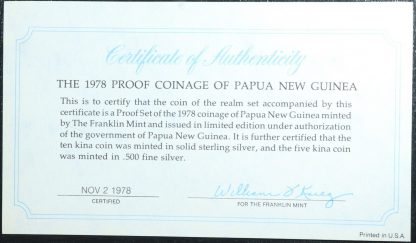 Certificate of Authenticity
THE 1978 PROOF COINAGE OF PAPUA NEW GUINEA
This is to certify that the coin of the realm set accompanied by this
certificate is a Proof Set of the 1978 coinage of Papua New Guinea minted
by The Franklin Mint and issued in limited edition under authorization
of the government of Papua New Guinea. It is further certified that the
ten kina coin was minted in solid sterling silver, and the five kina coin
was minted in .500 fine silver.
NOV 2 1978
CERTIFIED
William
FOR THE FRANKLIN MINT
Printed in U.S.A.